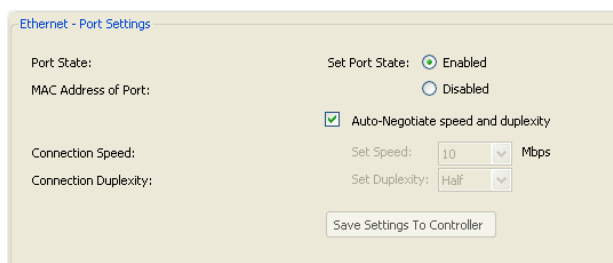 Ethernet - Port Settings
Port State: Set Port State: Enabled
MAC Address of Port: Disabled
Auto-Negotiate speed and duplexity
Connection Speed: Set Speed: 10 Mbps
Connection Duplexity: Set Duplexity: Half
Save Settings To Controller